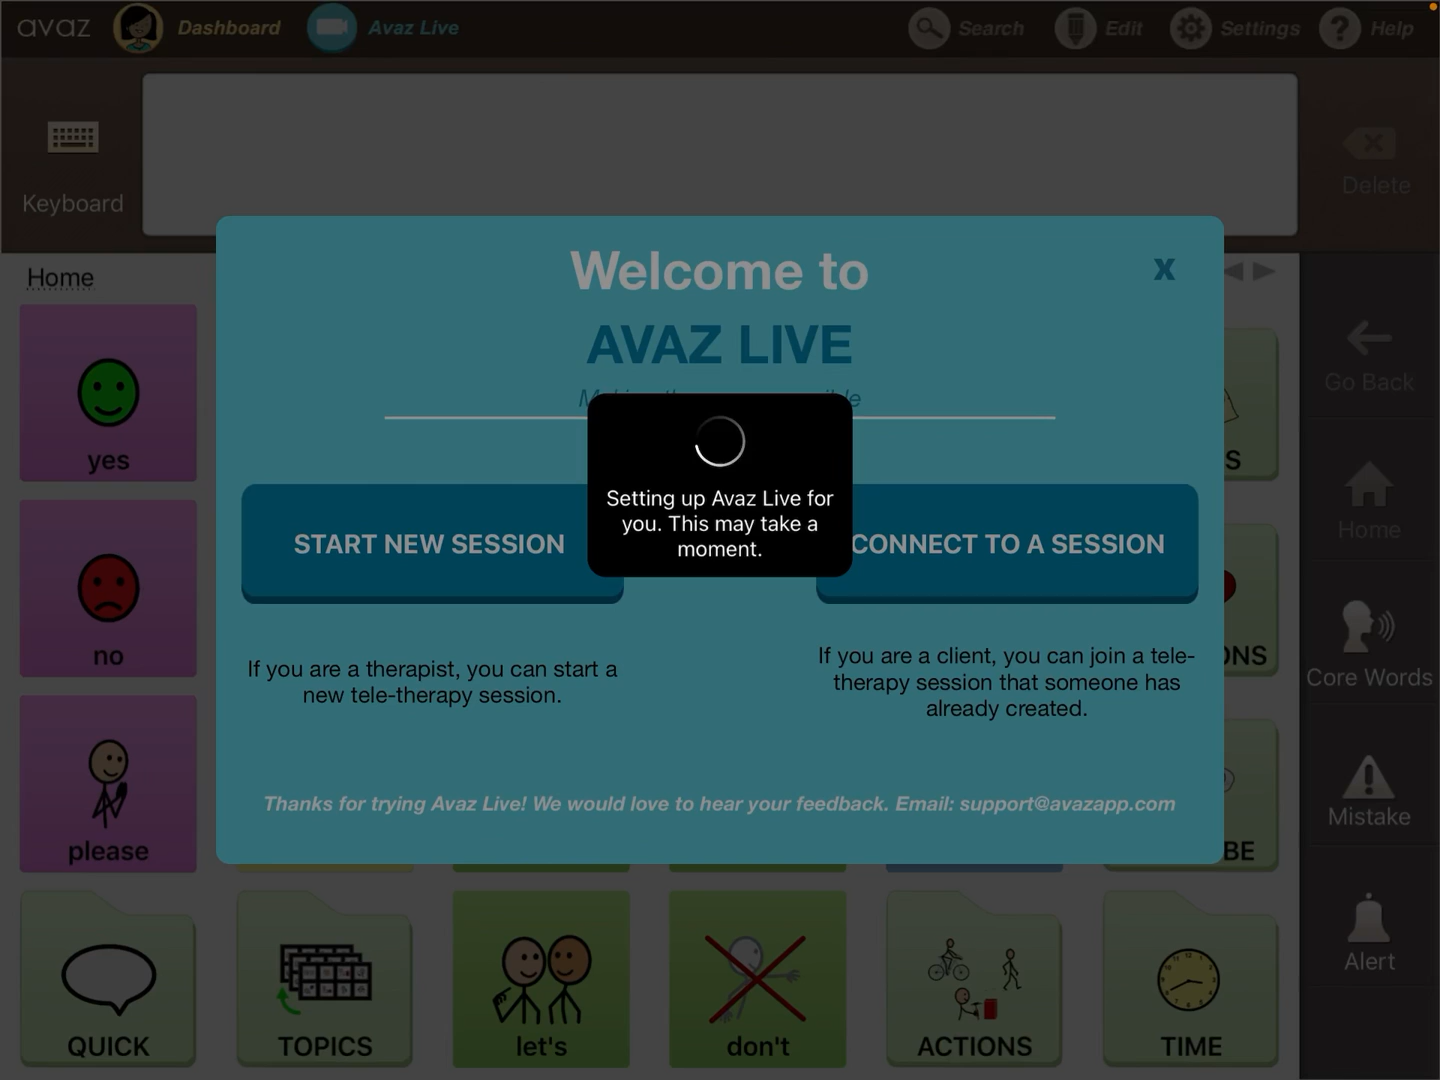 avaz
Dashboard
Avaz Live
Search
Edit
Settings
Help
Keyboard
Delete
Home
Welcome to
X
AVAZ LIVE
Setting up Avaz Live for
you. This may take a
moment.
START NEW SESSION
CONNECT TO A SESSION
If you are a therapist, you can start a
new tele-therapy session.
If you are a client, you can join a tele-
therapy session that someone has
already created.
Thanks for trying Avaz Live! We would love to hear your feedback. Email: support@avazapp.com
yes
no
please
QUICK
TOPICS
let's
don't
ACTIONS
TIME
Go Back
Home
Core Words
Mistake
Alert